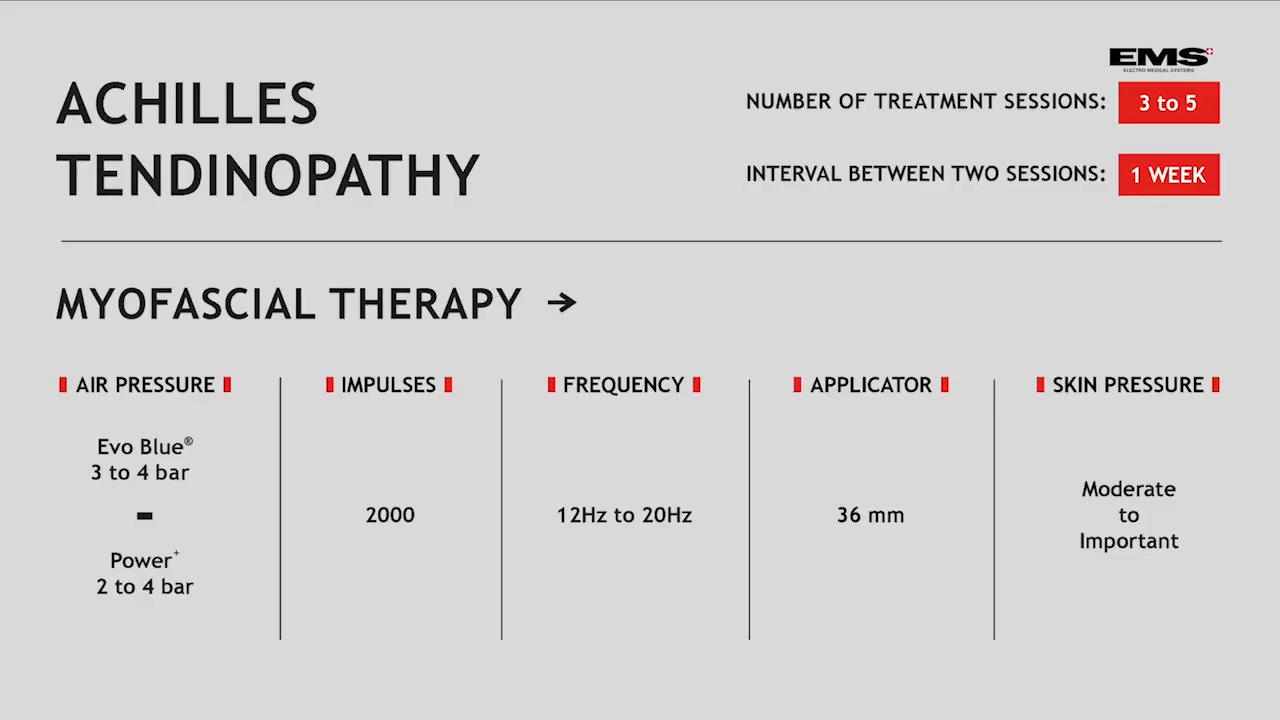 EMS+
ELECTRO MEDICAL SYSTEMS
ACHILLES
TENDINOPATHY
NUMBER OF TREATMENT SESSIONS: 3 to 5
INTERVAL BETWEEN TWO SESSIONS: 1 WEEK
MYOFASCIAL THERAPY →
AIR PRESSURE
Evo Blue®
3 to 4 bar
-
Power+
2 to 4 bar
IMPULSES
2000
FREQUENCY
12Hz to 20Hz
APPLICATOR
36 mm
SKIN PRESSURE
Moderate
to
Important